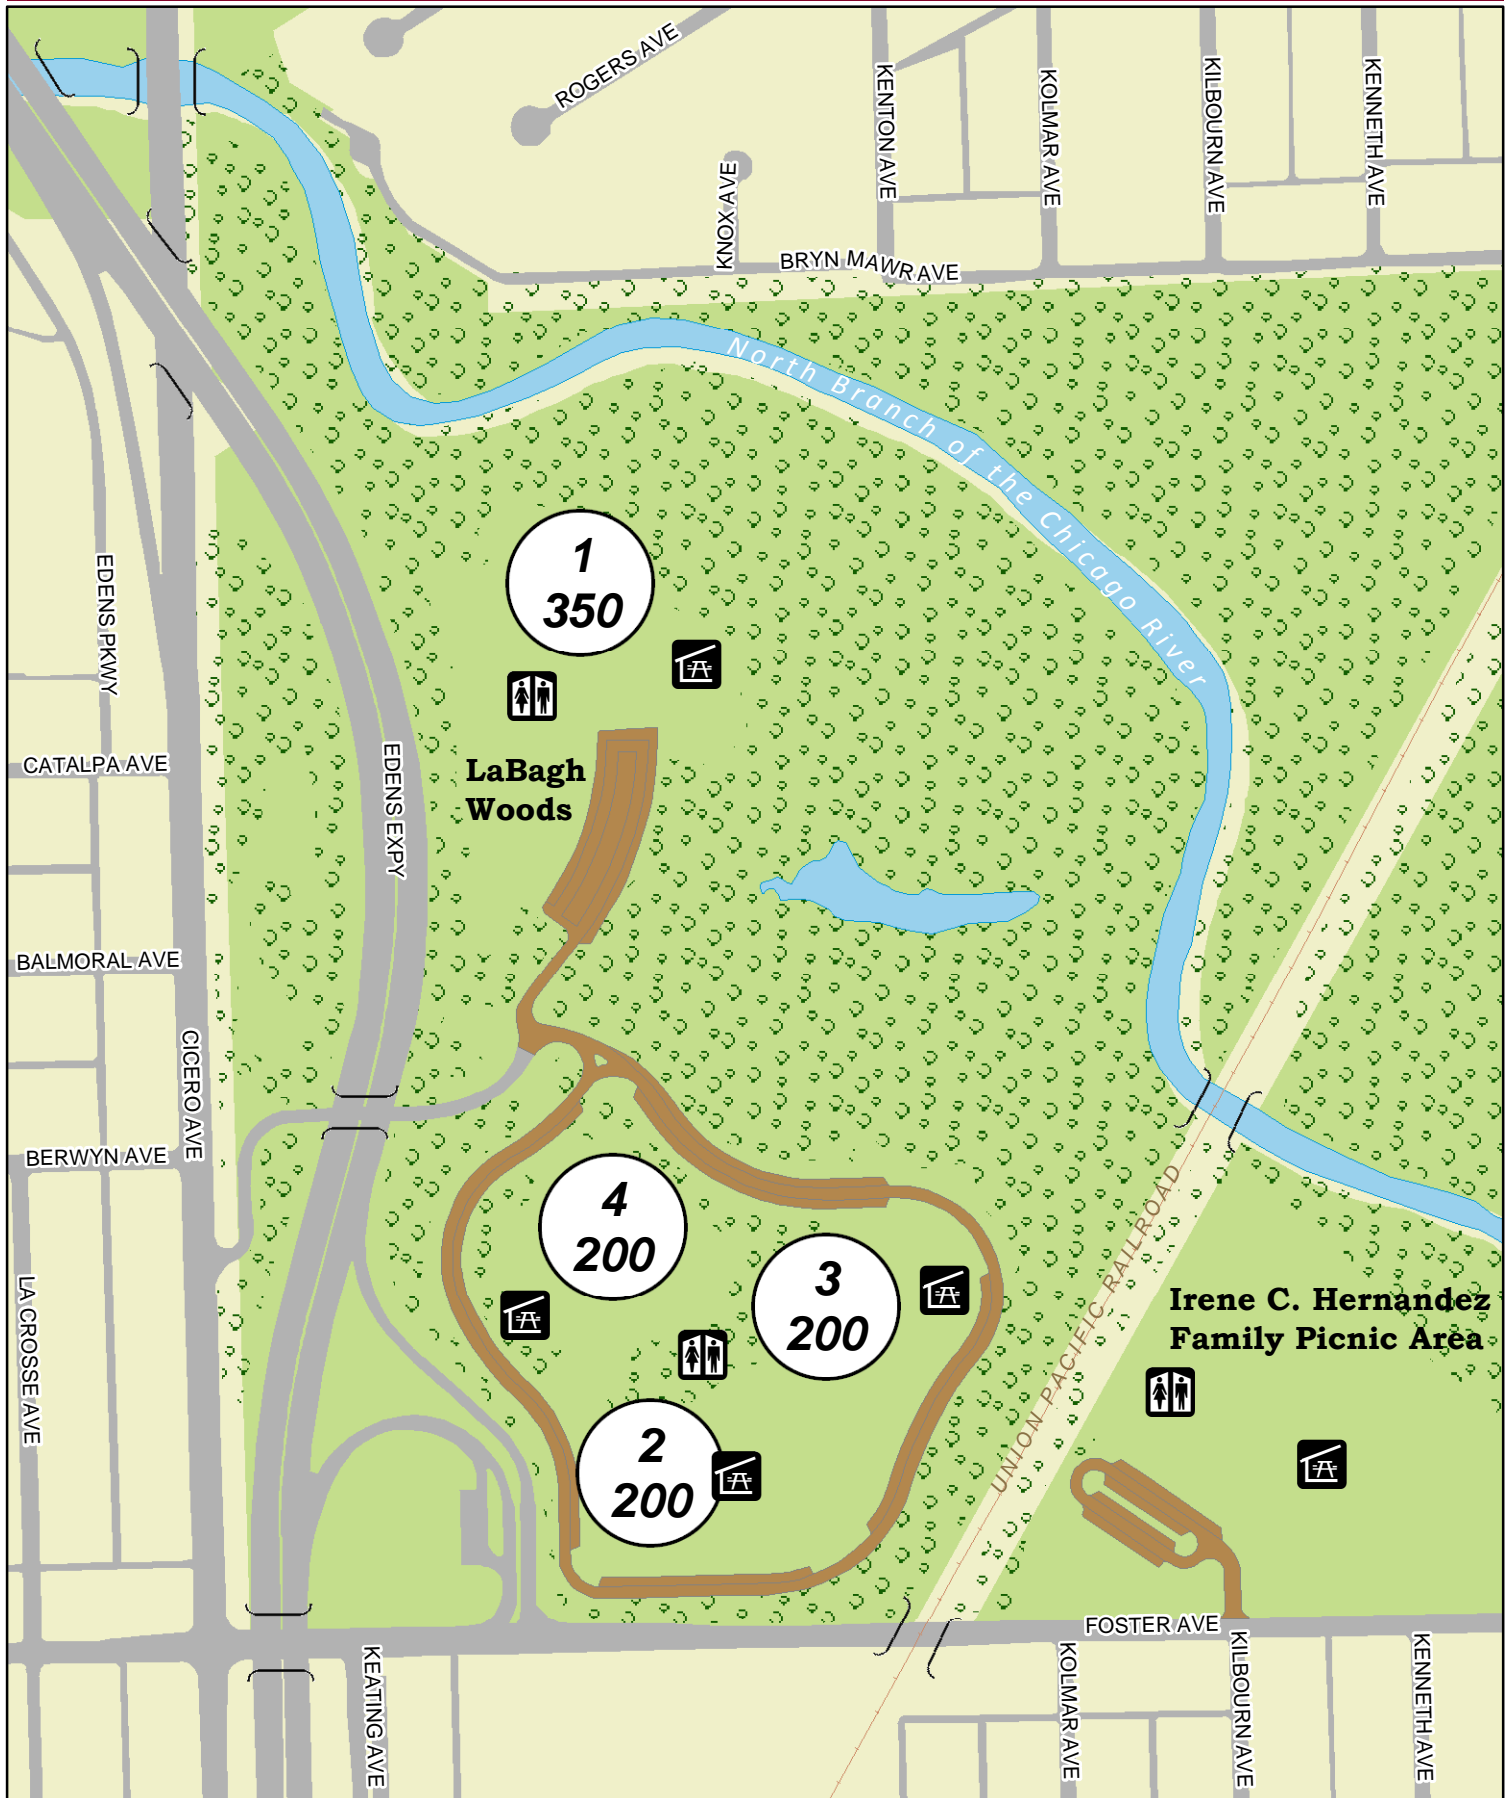 ROGERS AVE
KENTON AVE
KOLMAR AVE
KILBOURN AVE
KENNETH AVE
KNOX AVE
BRYN MAWR AVE
North Branch of the Chicago River
1
350
EDENS PKWY
CATALPA AVE
EDENS EXPY
LaBagh
Woods
BALMORAL AVE
CICERO AVE
BERWYN AVE
4
200
3
200
UNION PACIFIC RAILROAD
Irene C. Hernandez
Family Picnic Area
LA CROSSE AVE
2
200
FOSTER AVE
KEATING AVE
KOLMAR AVE
KILBOURN AVE
KENNETH AVE